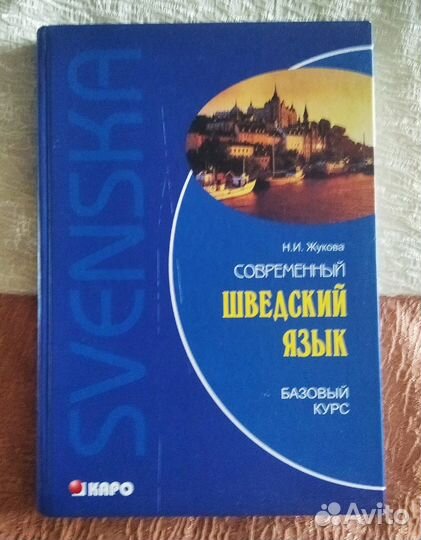 SVENSKA
Н.И. Жукова
СОВРЕМЕННЫЙ
ШВЕДСКИЙ
ЯЗЫК
БАЗОВЫЙ
КУРС
КАРО
Avito